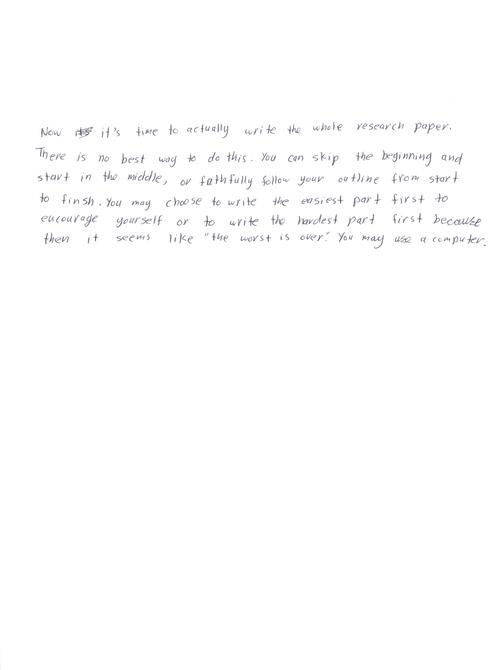 Now it's time to actually write the whole research paper.
There is no best way to do this. You can skip the beginning and
start in the middle, or fathfully follow your outline from start
to finsh. You may choose to write the easiest part first to
encourage yourself or to write the hardest part first because
then it seems like "the worst is over." You may use a computer.